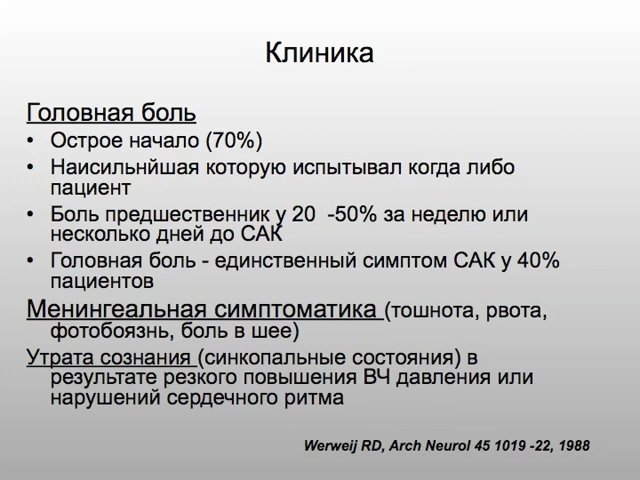 Клиника
Головная боль
• Острое начало (70%)
• Наисильнйшая которую испытывал когда либо
пациент
• Боль предшественник у 20 -50% за неделю или
несколько дней до САК
• Головная боль - единственный симптом САК у 40%
пациентов
Менингеальная симптоматика (тошнота, рвота,
фотобоязнь, боль в шее)
Утрата сознания (синкопальные состояния) в
результате резкого повышения ВЧ давления или
нарушений сердечного ритма
Werweij RD, Arch Neurol 45 1019 -22, 1988